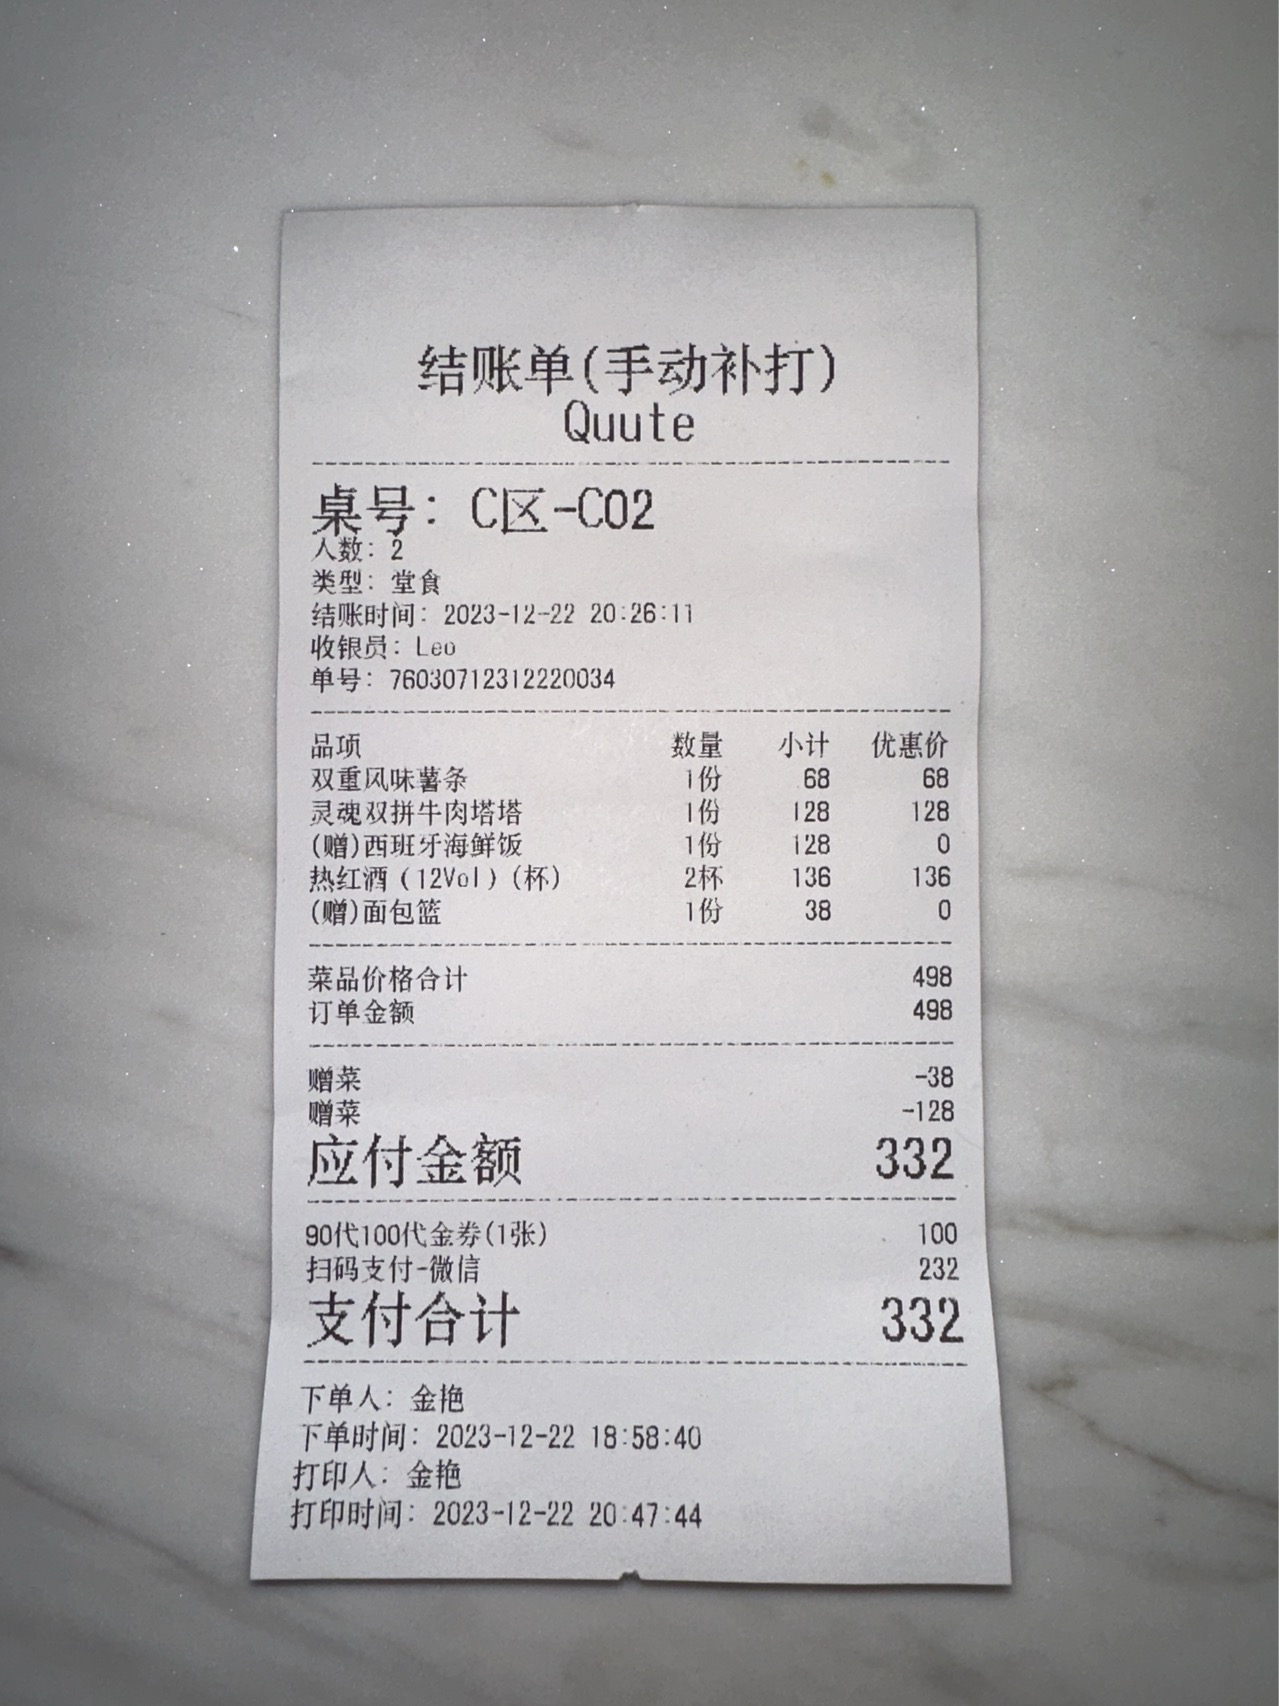 结账单(手动补打)
Quute
桌号: C区-C02
人数: 2
类型: 堂食
结账时间: 2023-12-22 20:26:11
收银员: Leo
单号: 76030712312220034
品项 数量 小计 优惠价
双重风味薯条 1份 68 68
灵魂双拼牛肉塔塔 1份 128 128
(赠)西班牙海鲜饭 1份 128 0
热红酒(12Vol)(杯) 2杯 136 136
(赠)面包篮 1份 38 0
菜品价格合计 498
订单金额 498
赠菜 -38
赠菜 -128
应付金额 332
90代100代金券(1张) 100
扫码支付-微信 232
支付合计 332
下单人: 金艳
下单时间: 2023-12-22 18:58:40
打印人: 金艳
打印时间: 2023-12-22 20:47:44